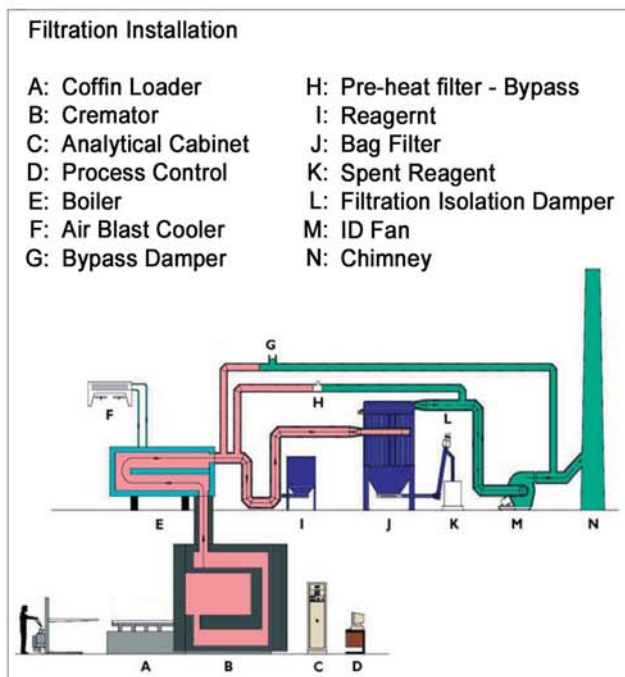 Filtration Installation
A: Coffin Loader
B: Cremator
C: Analytical Cabinet
D: Process Control
E: Boiler
F: Air Blast Cooler
G: Bypass Damper
H: Pre-heat filter - Bypass
I: Reagernt
J: Bag Filter
K: Spent Reagent
L: Filtration Isolation Damper
M: ID Fan
N: Chimney
G
F
H
L
E
I
J
K
M
N
A
B
C
D